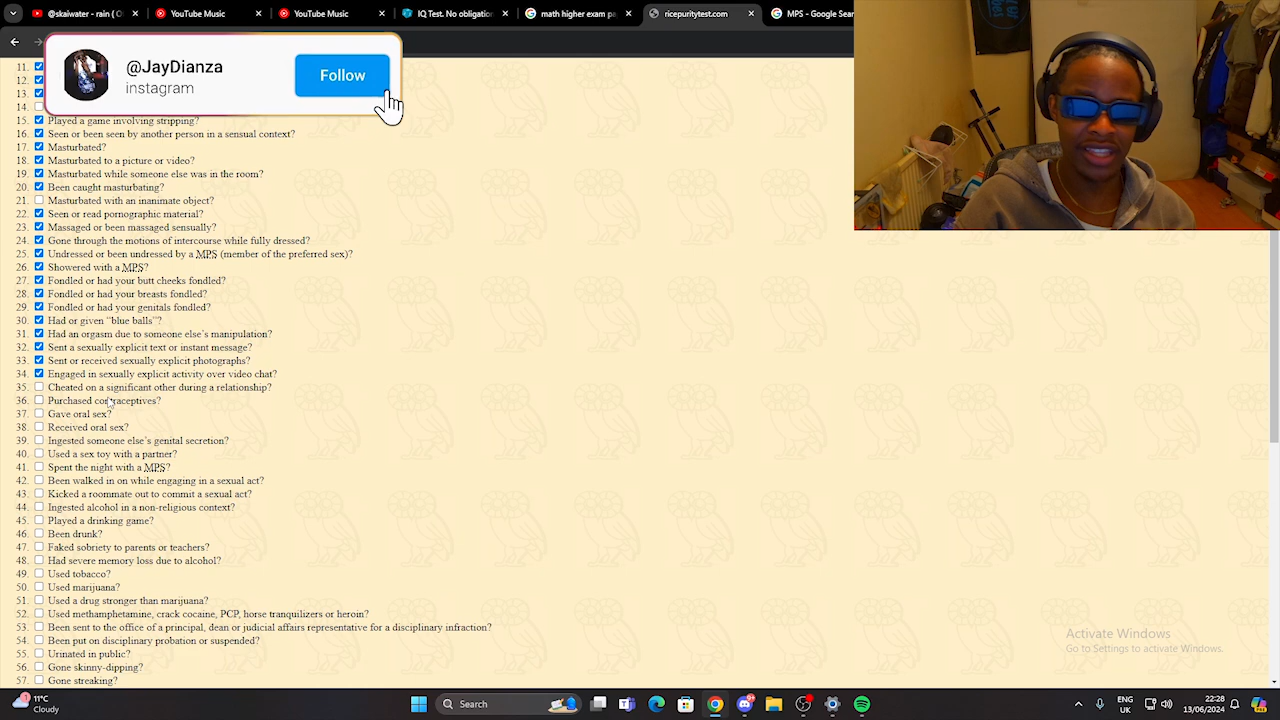 @skaiwater - r
YouTube Music
YouTube Music
IQ Test. No obligation
math higher exam pa
ricepuritytest.com
MPS - Google Sear
@JayDianza
instagram
Follow
11.
12.
13.
14.
15. Played a game involving stripping?
16. Seen or been seen by another person in a sensual context?
17. Masturbated?
18. Masturbated to a picture or video?
19. Masturbated while someone else was in the room?
20. Been caught masturbating?
21. Masturbated with an inanimate object?
22. Seen or read pornographic material?
23. Massaged or been massaged sensually?
24. Gone through the motions of intercourse while fully dressed?
25. Undressed or been undressed by a MPS (member of the preferred sex)?
26. Showered with a MPS?
27. Fondled or had your butt cheeks fondled?
28. Fondled or had your breasts fondled?
29. Fondled or had your genitals fondled?
30. Had or given "blue balls"?
31. Had an orgasm due to someone else`s manipulation?
32. Sent a sexually explicit text or instant message?
33. Sent or received sexually explicit photographs?
34. Engaged in sexually explicit activity over video chat?
35. Cheated on a significant other during a relationship?
36. Purchased contraceptives?
37. Gave oral sex?
38. Received oral sex?
39. Ingested someone else`s genital secretion?
40. Used a sex toy with a partner?
41. Spent the night with a MPS?
42. Been walked in on while engaging in a sexual act?
43. Kicked a roommate out to commit a sexual act?
44. Ingested alcohol in a non-religious context?
45. Played a drinking game?
46. Been drunk?
47. Faked sobriety to parents or teachers?
48. Had severe memory loss due to alcohol?
49. Used tobacco?
50. Used marijuana?
51. Used a drug stronger than marijuana?
52. Used methamphetamine, crack cocaine, PCP, horse tranquilizers or heroin?
53. Been sent to the office of a principal, dean or judicial affairs representative for a disciplinary infraction?
54. Been put on disciplinary probation or suspended?
55. Urinated in public?
56. Gone skinny-dipping?
57. Gone streaking?
Activate Windows
Go to Settings to activate Windows.
11°C
Cloudy
Search
ENG
UK
22:28
13/06/2024